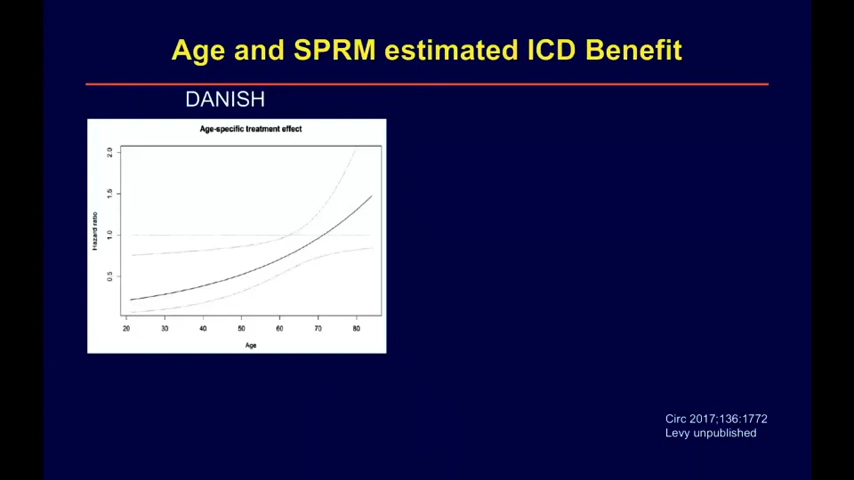 Age and SPRM estimated ICD Benefit
DANISH
Age-specific treatment effect
2.0
1.5
1.0
0.5
Hazard ratio
20 30 40 50 60 70 80
Age
Circ 2017;136:1772
Levy unpublished